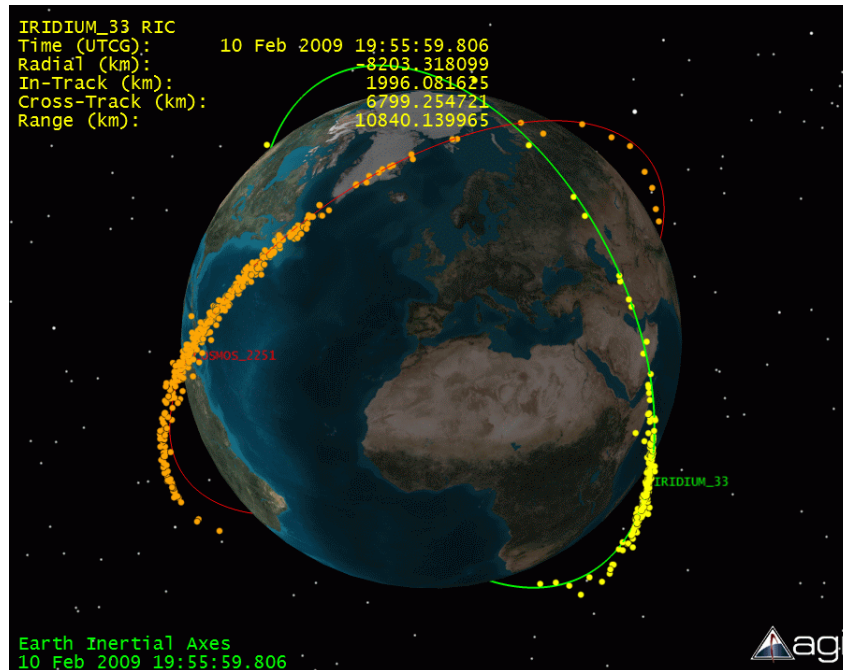 IRIDIUM_33 RIC
Time (UTCG): 10 Feb 2009 19:55:59.806
Radial (km): -8203.318099
In-Track (km): 1996.081625
Cross-Track (km): 6799.254721
Range (km): 10840.139965
OSMOS_2251
IRIDIUM_33
Earth Inertial Axes
10 Feb 2009 19:55:59.806
agi